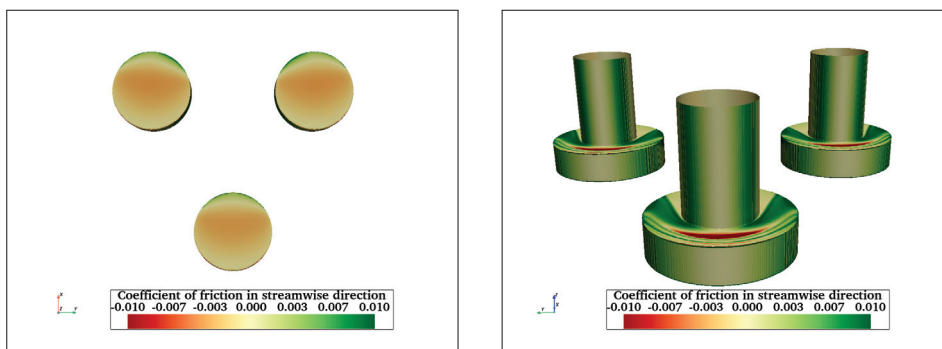 Coefficient of friction in streamwise direction
-0.010 -0.007 -0.003 0.000 0.003 0.007 0.010
X
Z Y
Coefficient of friction in streamwise direction
-0.010 -0.007 -0.003 0.000 0.003 0.007 0.010
Z
Y